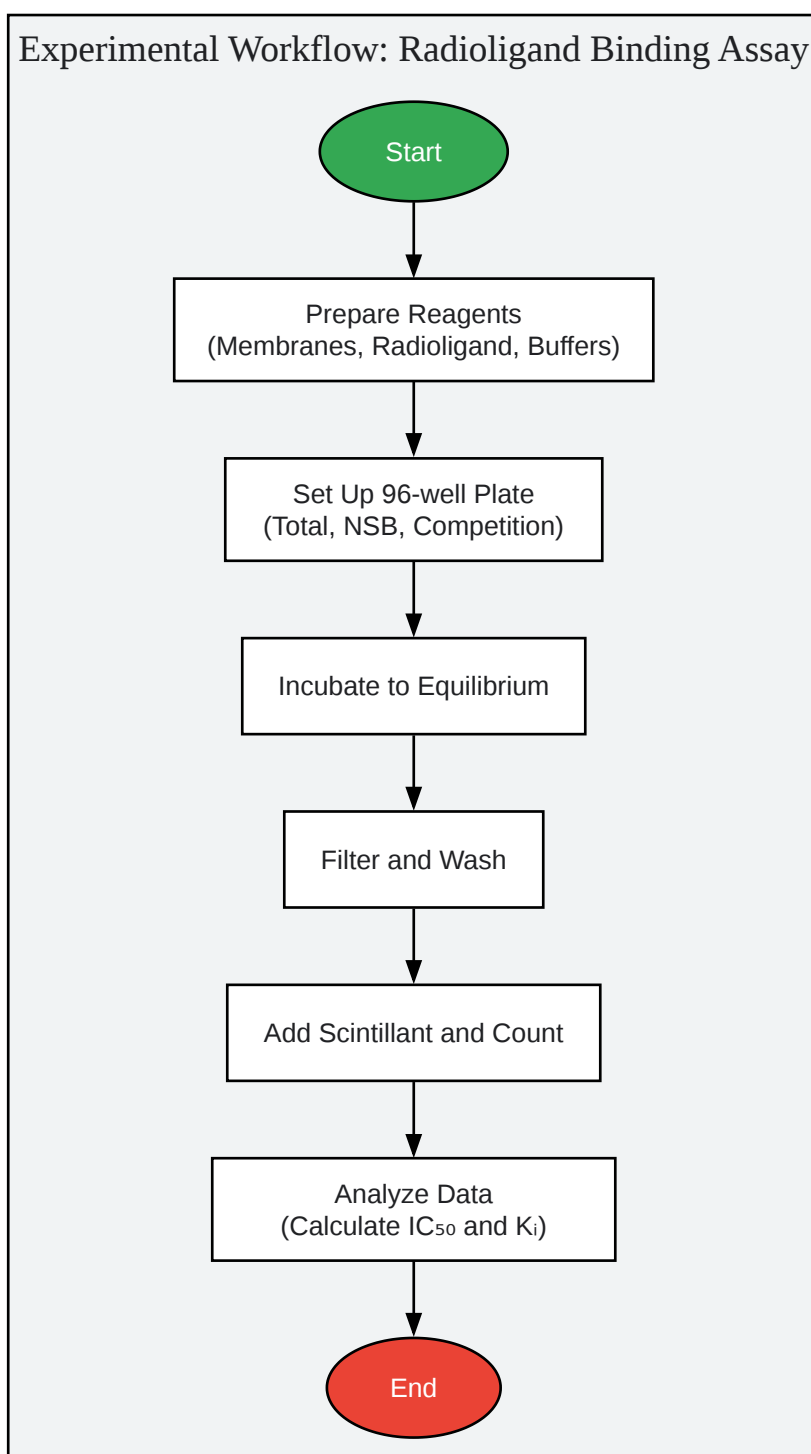 Experimental Workflow: Radioligand Binding Assay
Start
Prepare Reagents
(Membranes, Radioligand, Buffers)
Set Up 96-well Plate
(Total, NSB, Competition)
Incubate to Equilibrium
Filter and Wash
Add Scintillant and Count
Analyze Data
(Calculate IC₅₀ and Kᵢ)
End